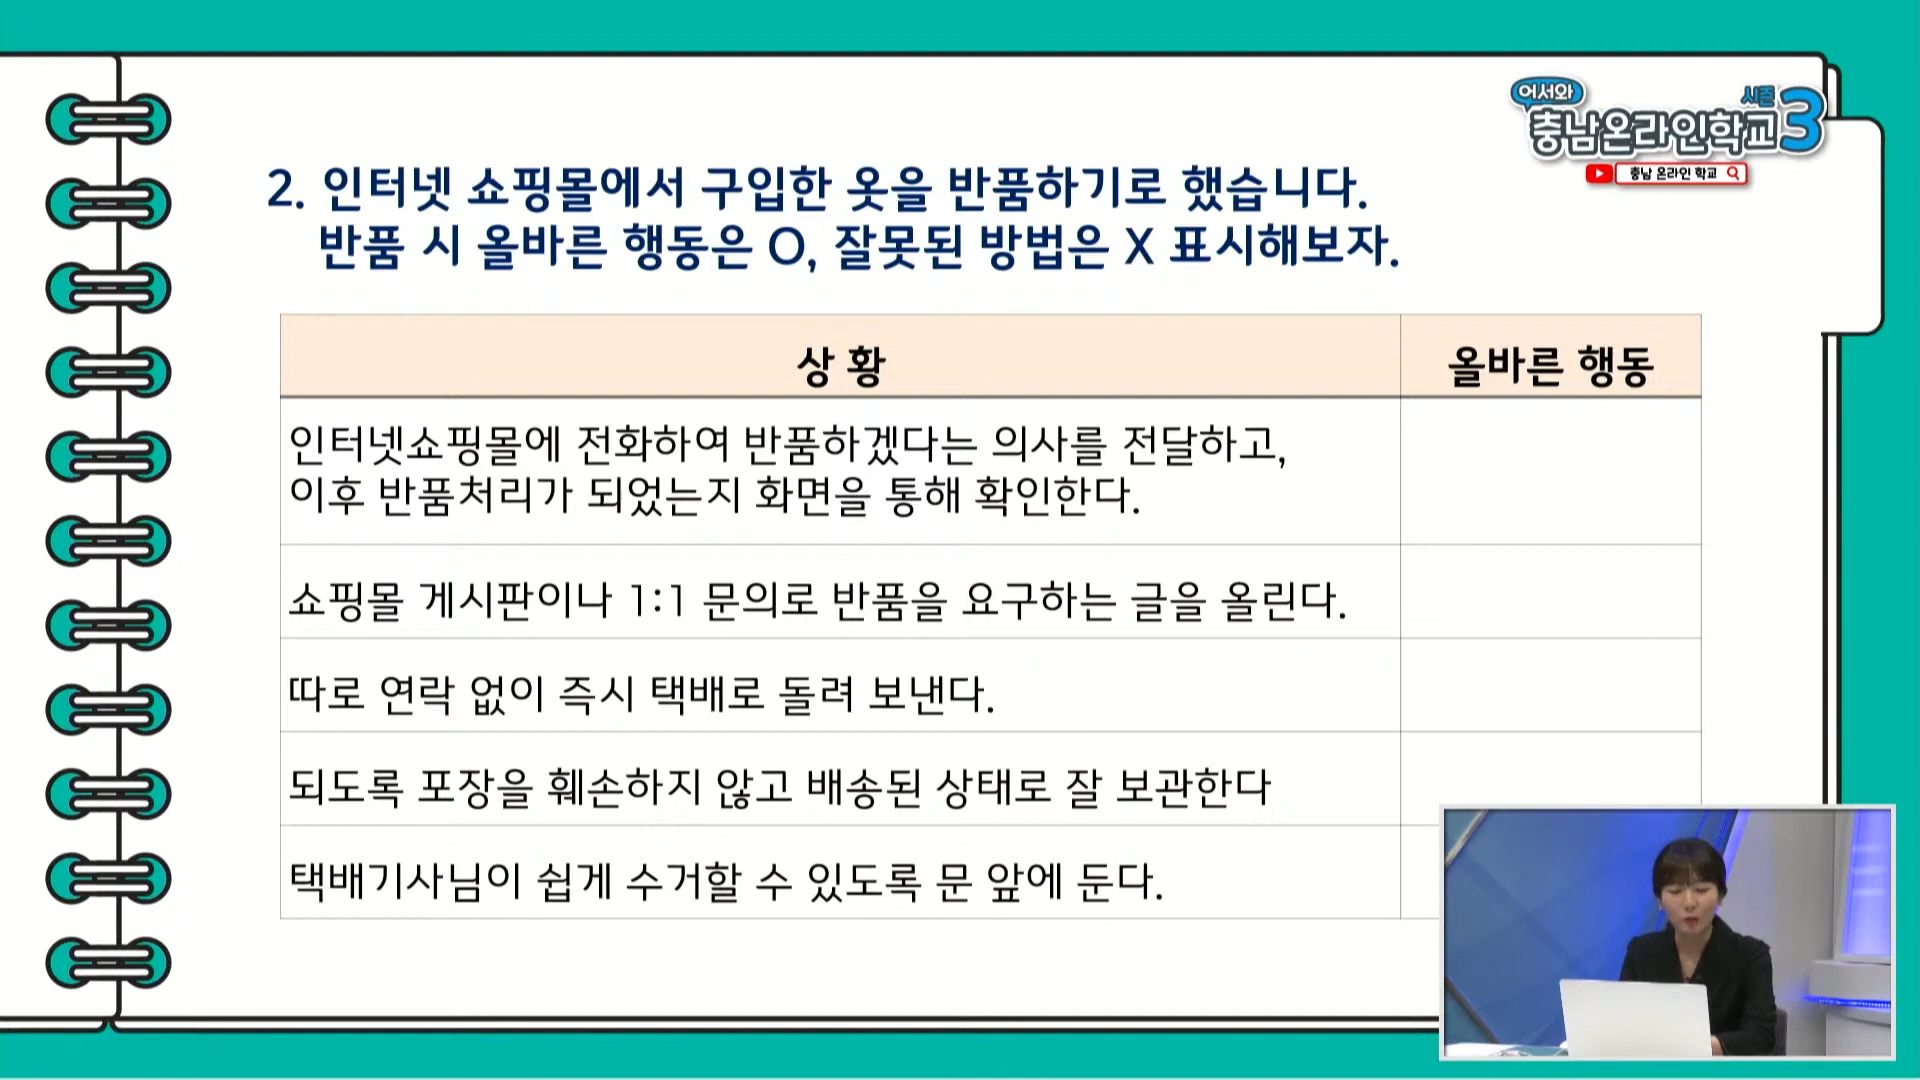 어서와
시즌
충남온라인학교3
충남 온라인 학교
2. 인터넷 쇼핑몰에서 구입한 옷을 반품하기로 했습니다.
반품 시 올바른 행동은 O, 잘못된 방법은 X 표시해보자.
상 황
올바른 행동
인터넷쇼핑몰에 전화하여 반품하겠다는 의사를 전달하고,
이후 반품처리가 되었는지 화면을 통해 확인한다.
쇼핑몰 게시판이나 1:1 문의로 반품을 요구하는 글을 올린다.
따로 연락 없이 즉시 택배로 돌려 보낸다.
되도록 포장을 훼손하지 않고 배송된 상태로 잘 보관한다
택배기사님이 쉽게 수거할 수 있도록 문 앞에 둔다.